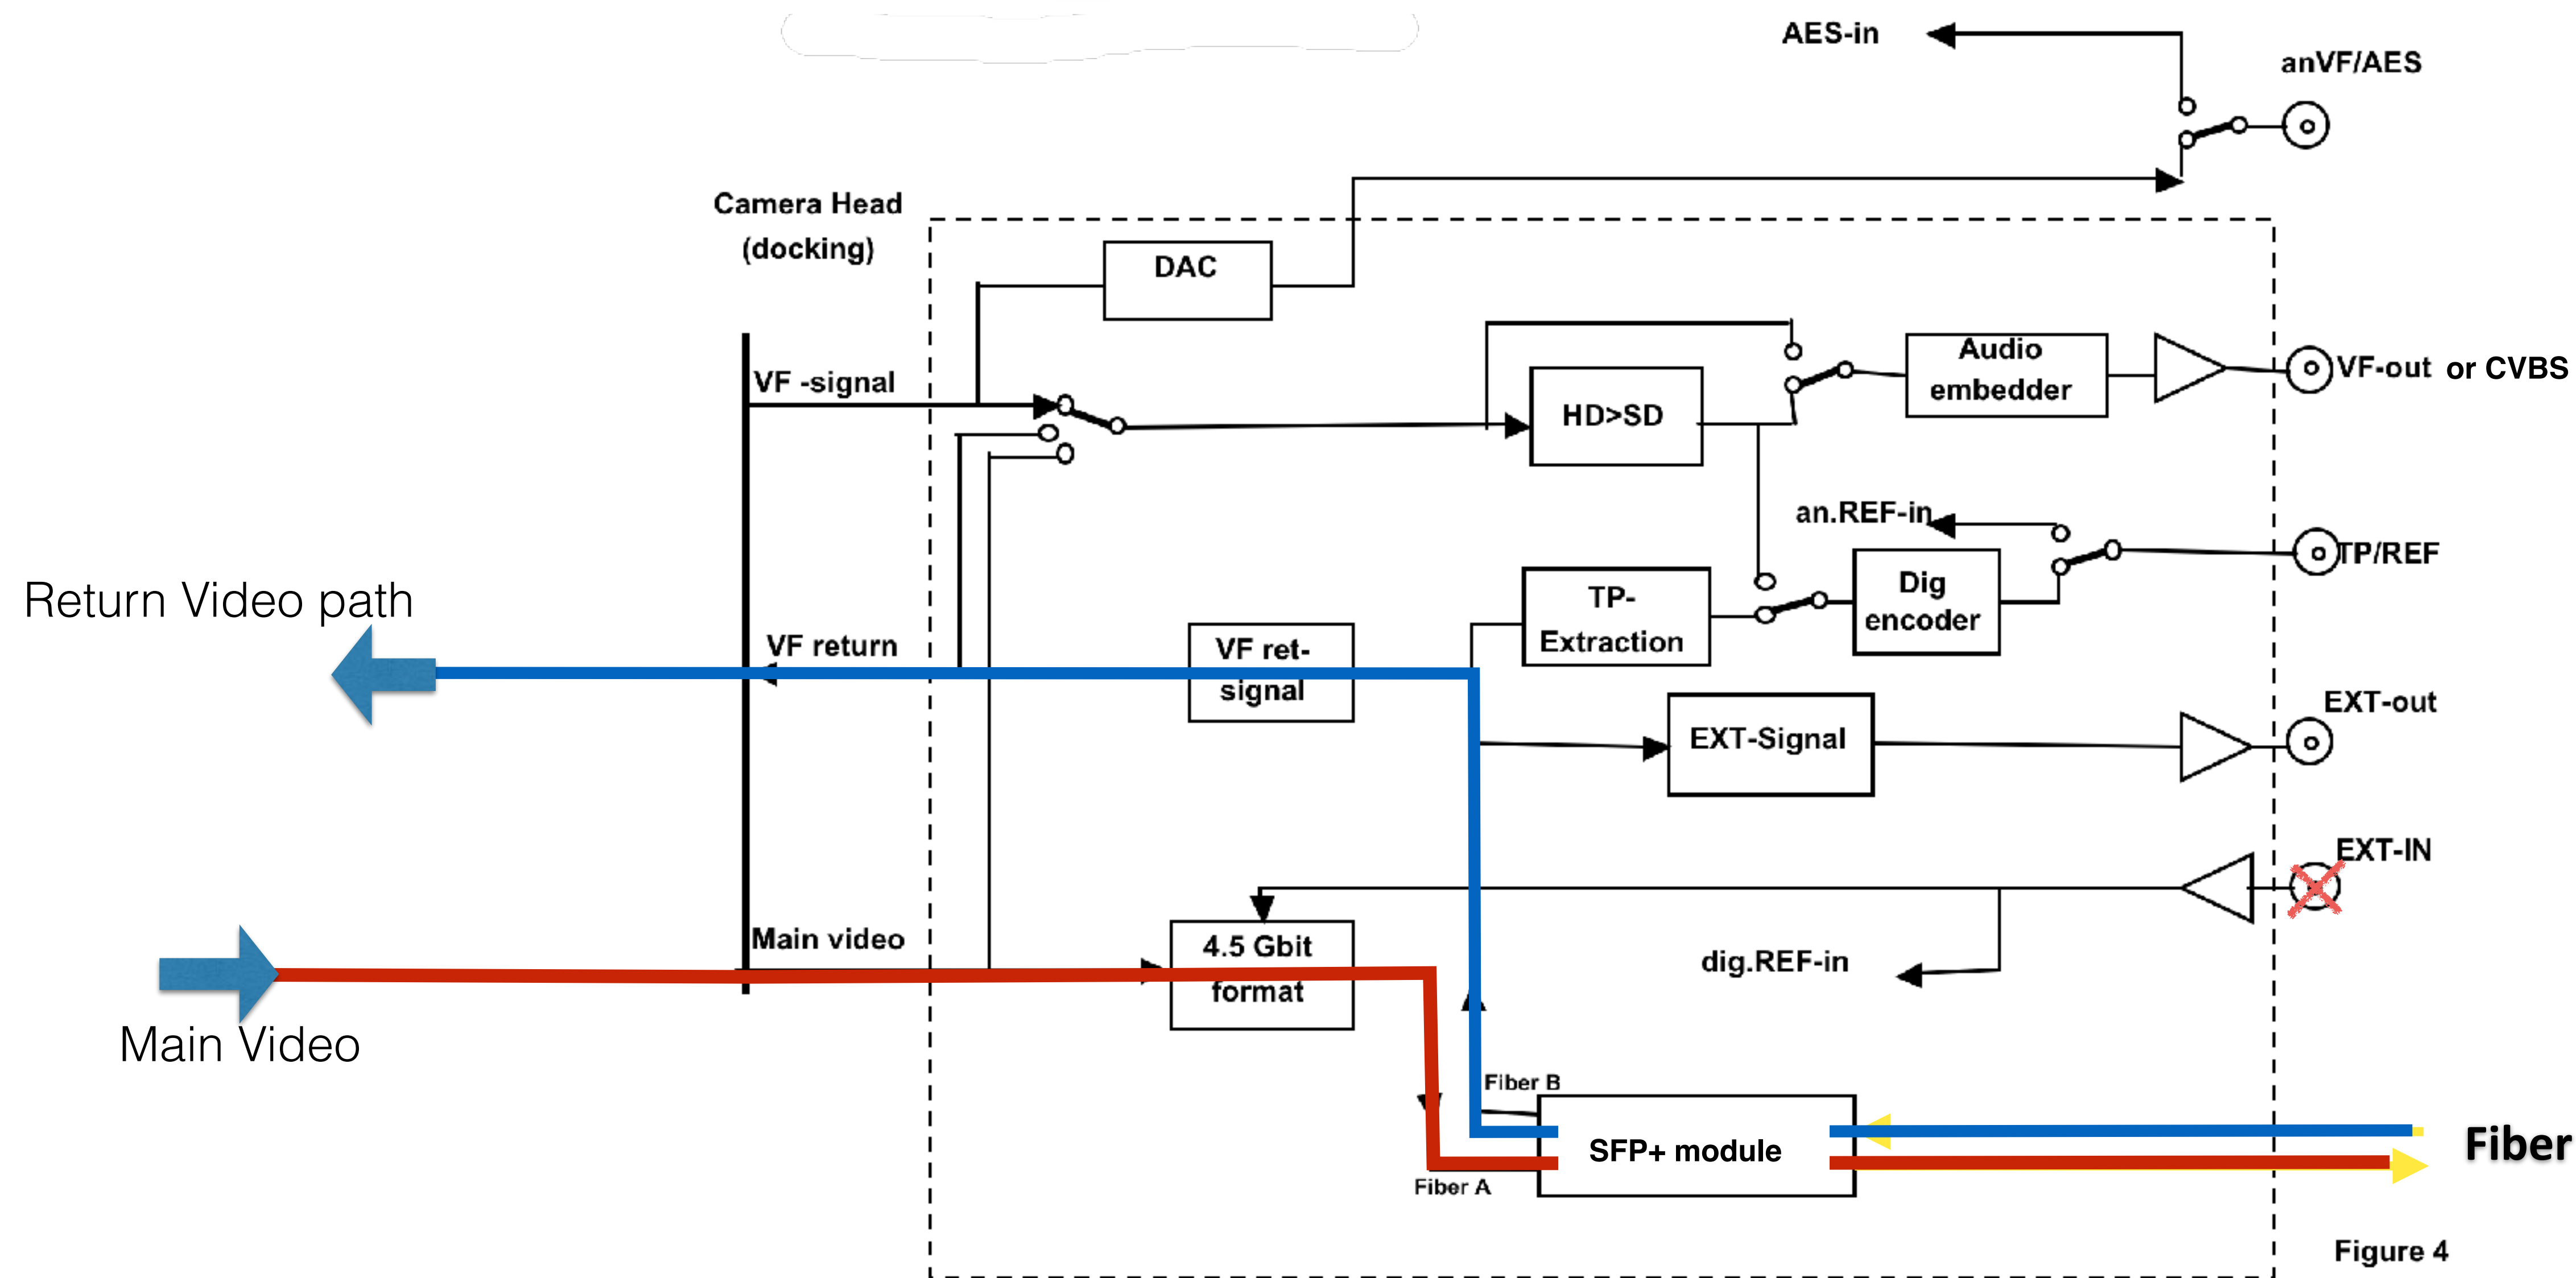 AES-in
anVF/AES
Camera Head
(docking)
DAC
VF -signal
HD>SD
Audio
embedder
VF-out or CVBS
an.REF-in
TP/REF
TP-
Extraction
Dig
encoder
Return Video path
VF return
VF ret-
signal
EXT-Signal
EXT-out
EXT-IN
Main video
4.5 Gbit
format
dig.REF-in
Main Video
Fiber B
SFP+ module
Fiber
Fiber A
Figure 4